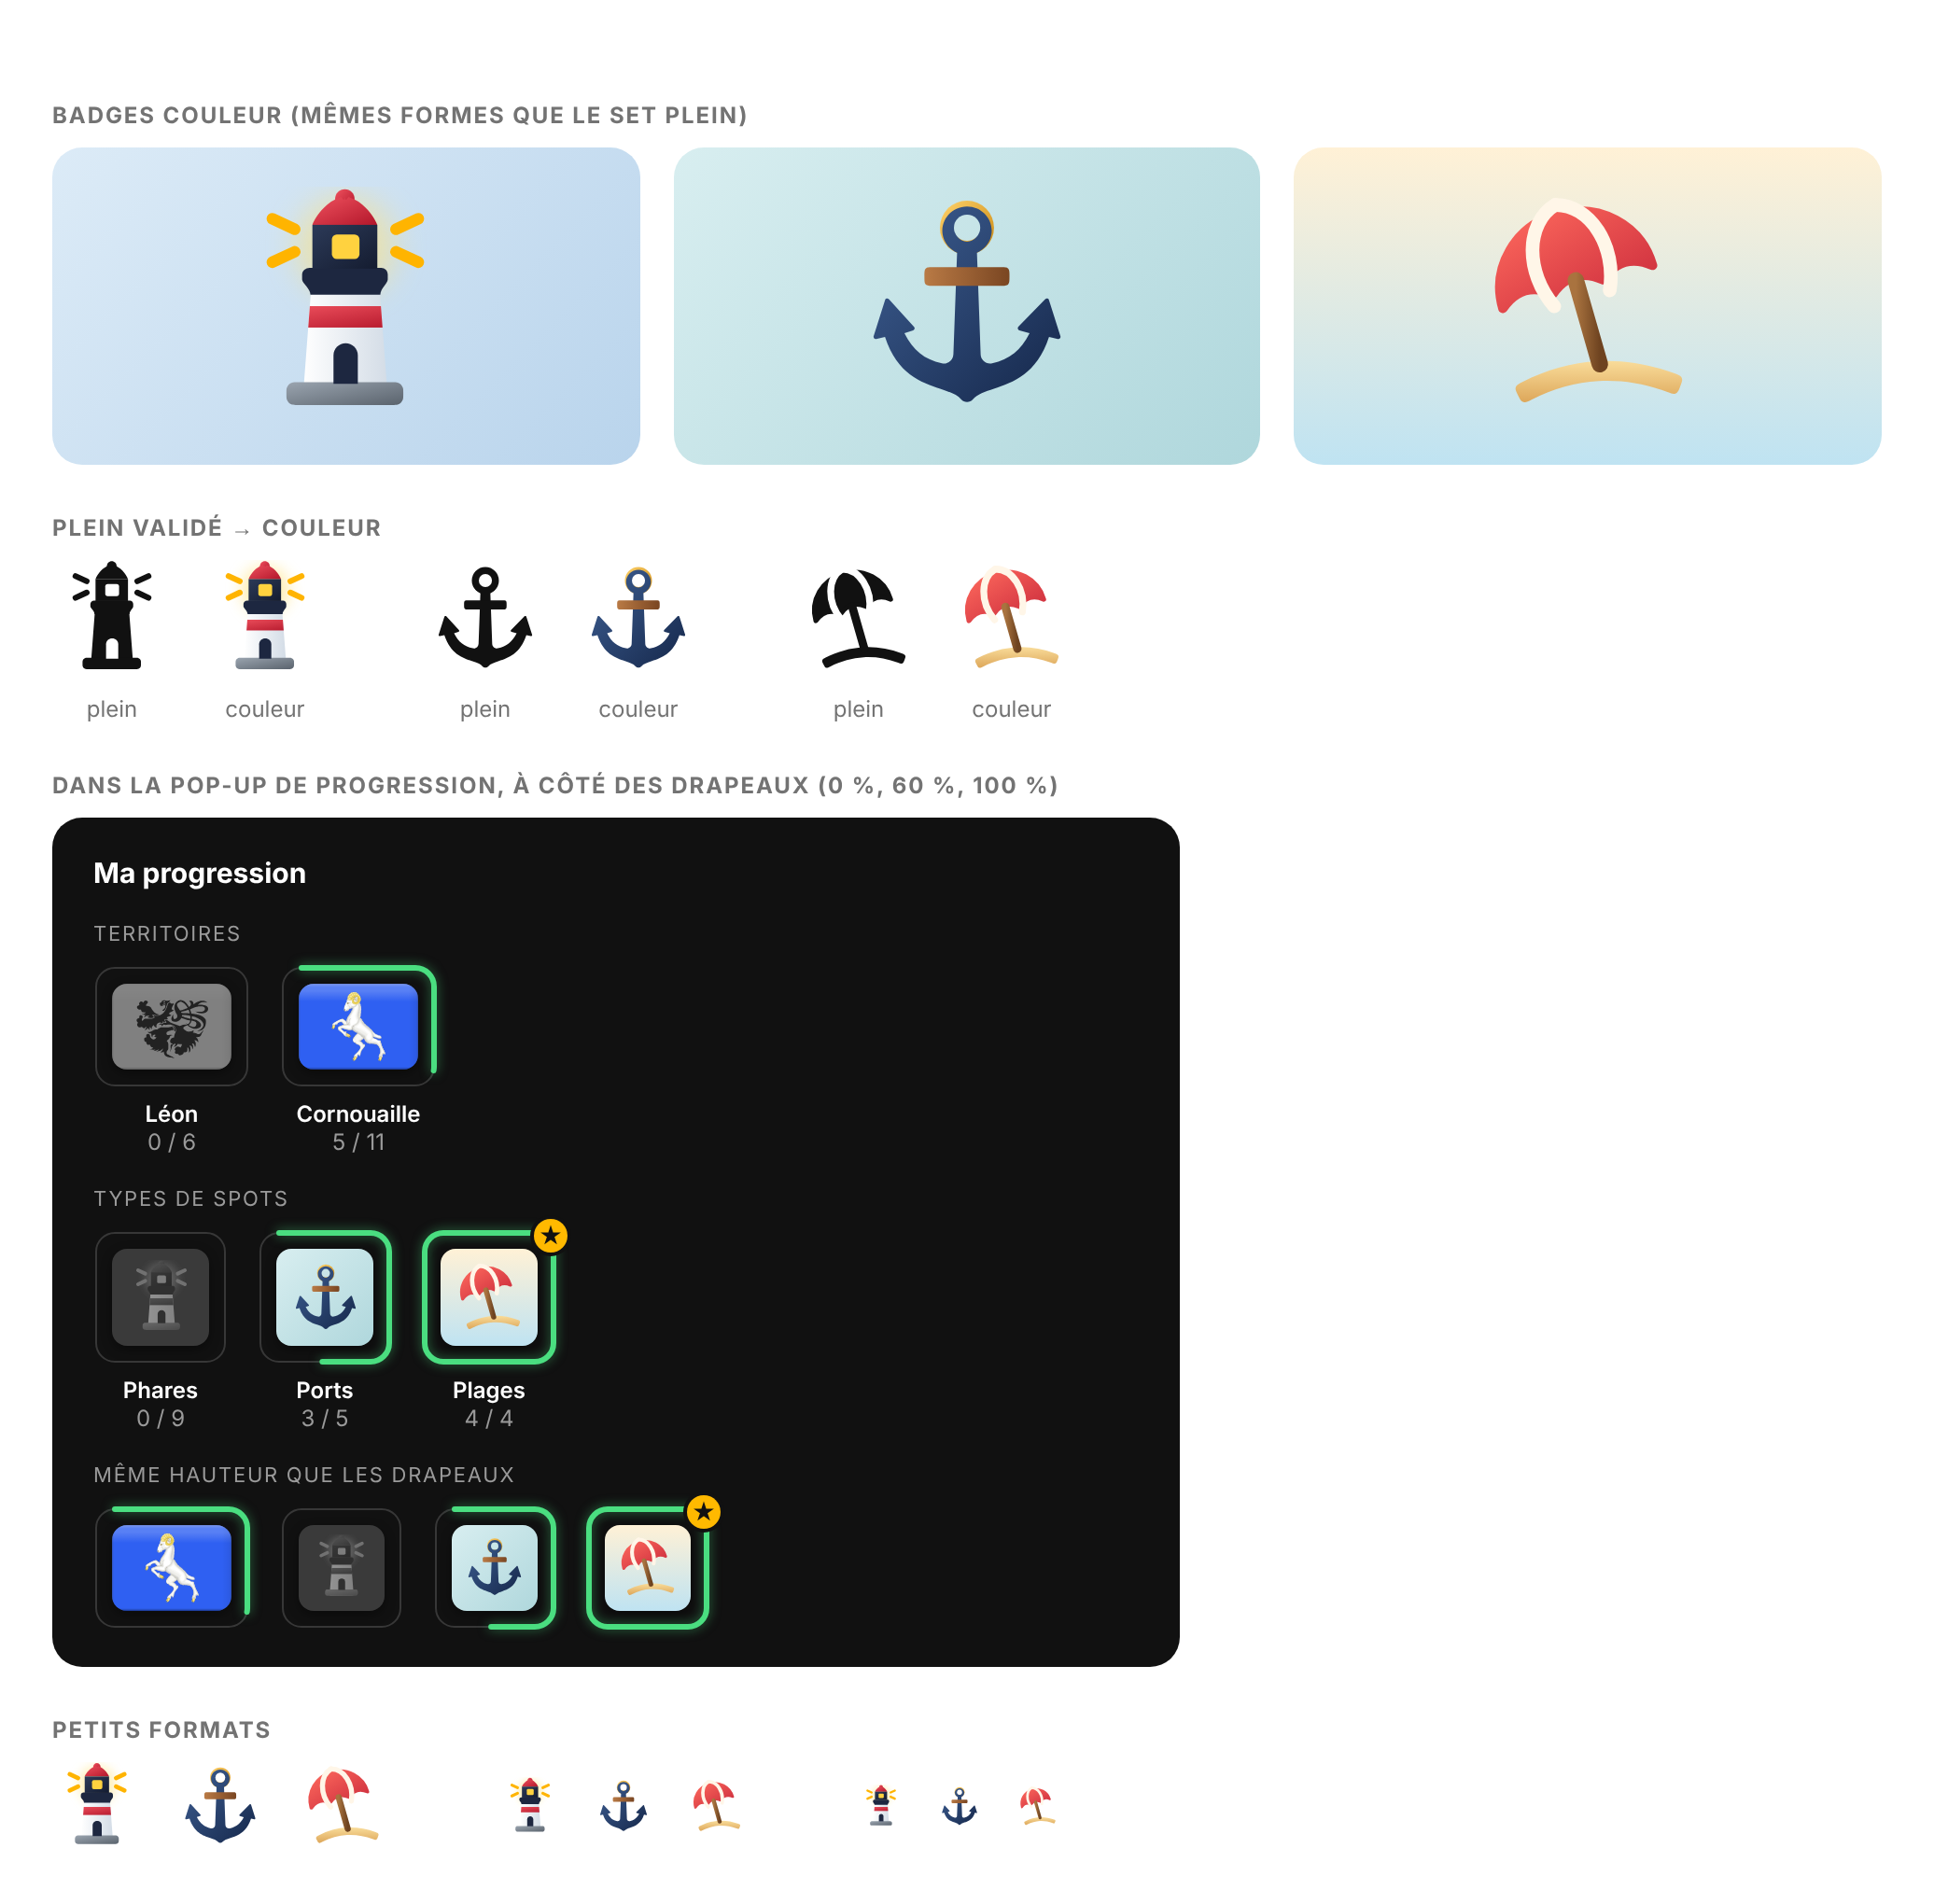 BADGES COULEUR (MÊMES FORMES QUE LE SET PLEIN)
PLEIN VALIDÉ → COULEUR
plein couleur plein couleur plein couleur
DANS LA POP-UP DE PROGRESSION, À CÔTÉ DES DRAPEAUX (0 %, 60 %, 100 %)
Ma progression
TERRITOIRES
Léon Cornouaille
0 / 6 5 / 11
TYPES DE SPOTS
Phares Ports Plages
0 / 9 3 / 5 4 / 4
MÊME HAUTEUR QUE LES DRAPEAUX
PETITS FORMATS